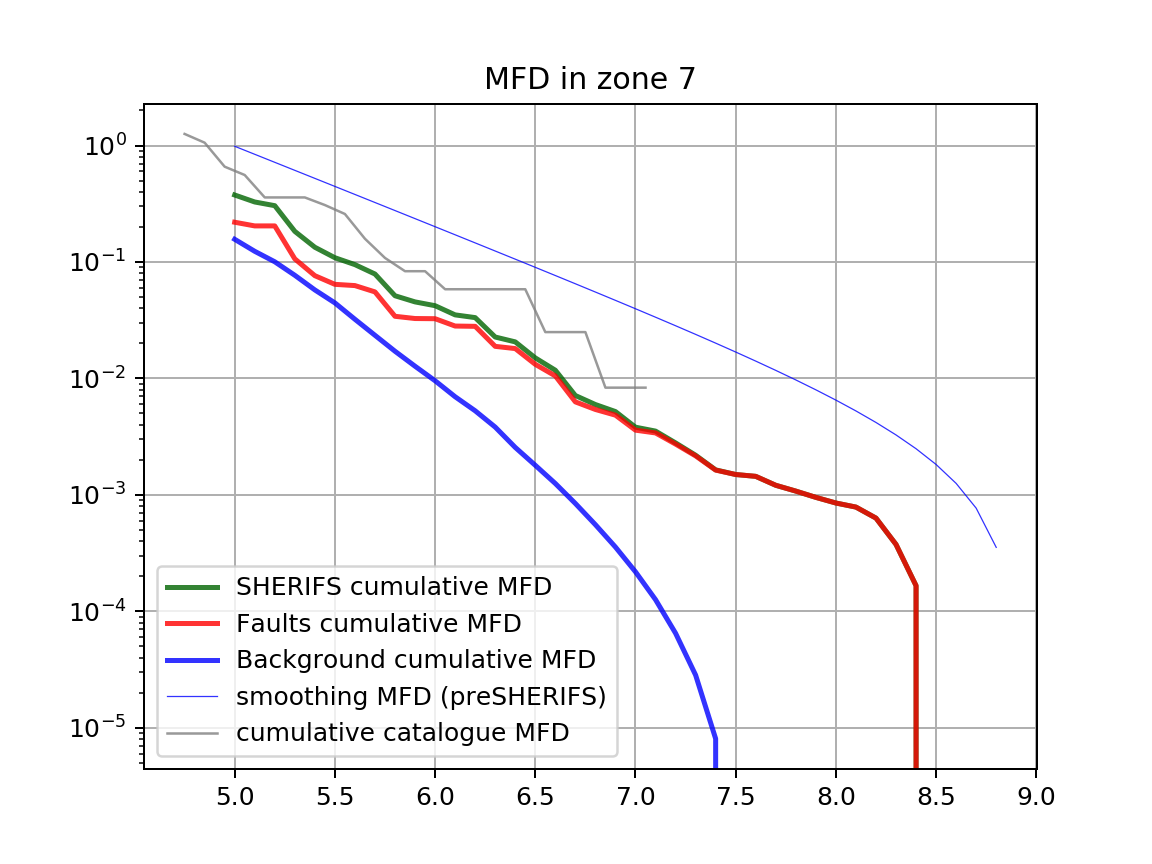 MFD in zone 7
10⁰
10⁻¹
10⁻²
10⁻³
10⁻⁴
10⁻⁵
SHERIFS cumulative MFD
Faults cumulative MFD
Background cumulative MFD
smoothing MFD (preSHERIFS)
cumulative catalogue MFD
5.0 5.5 6.0 6.5 7.0 7.5 8.0 8.5 9.0